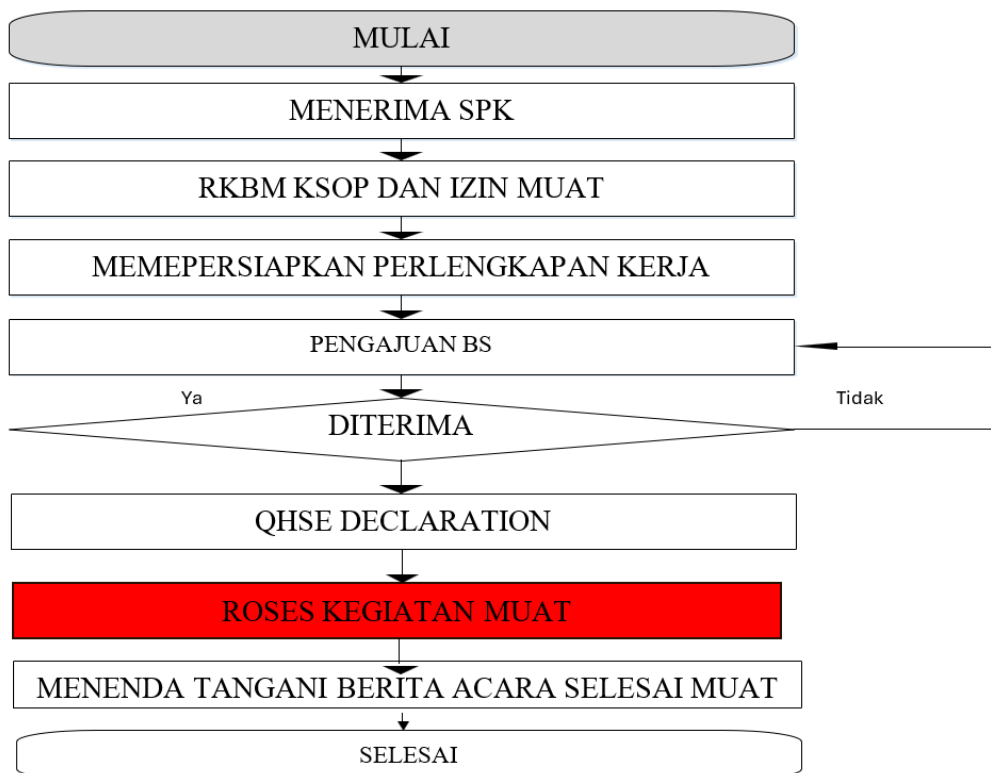 MULAI
MENERIMA SPK
RKBM KSOP DAN IZIN MUAT
MEMEPERSIAPKAN PERLENGKAPAN KERJA
PENGAJUAN BS
Ya
Tidak
DITERIMA
QHSE DECLARATION
ROSES KEGIATAN MUAT
MENENDA TANGANI BERITA ACARA SELESAI MUAT
SELESAI